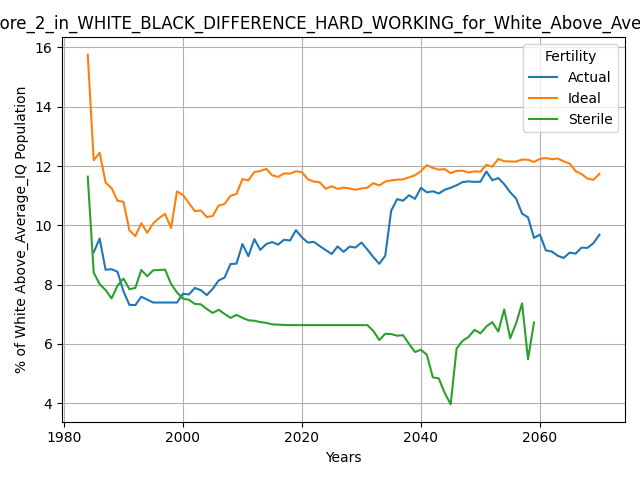 ore_2_in_WHITE_BLACK_DIFFERENCE_HARD_WORKING_for_White_Above_Ave
Fertility
Actual
Ideal
Sterile
% of White Above_Average_IQ Population
16
14
12
10
8
6
4
1980 2000 2020 2040 2060
Years